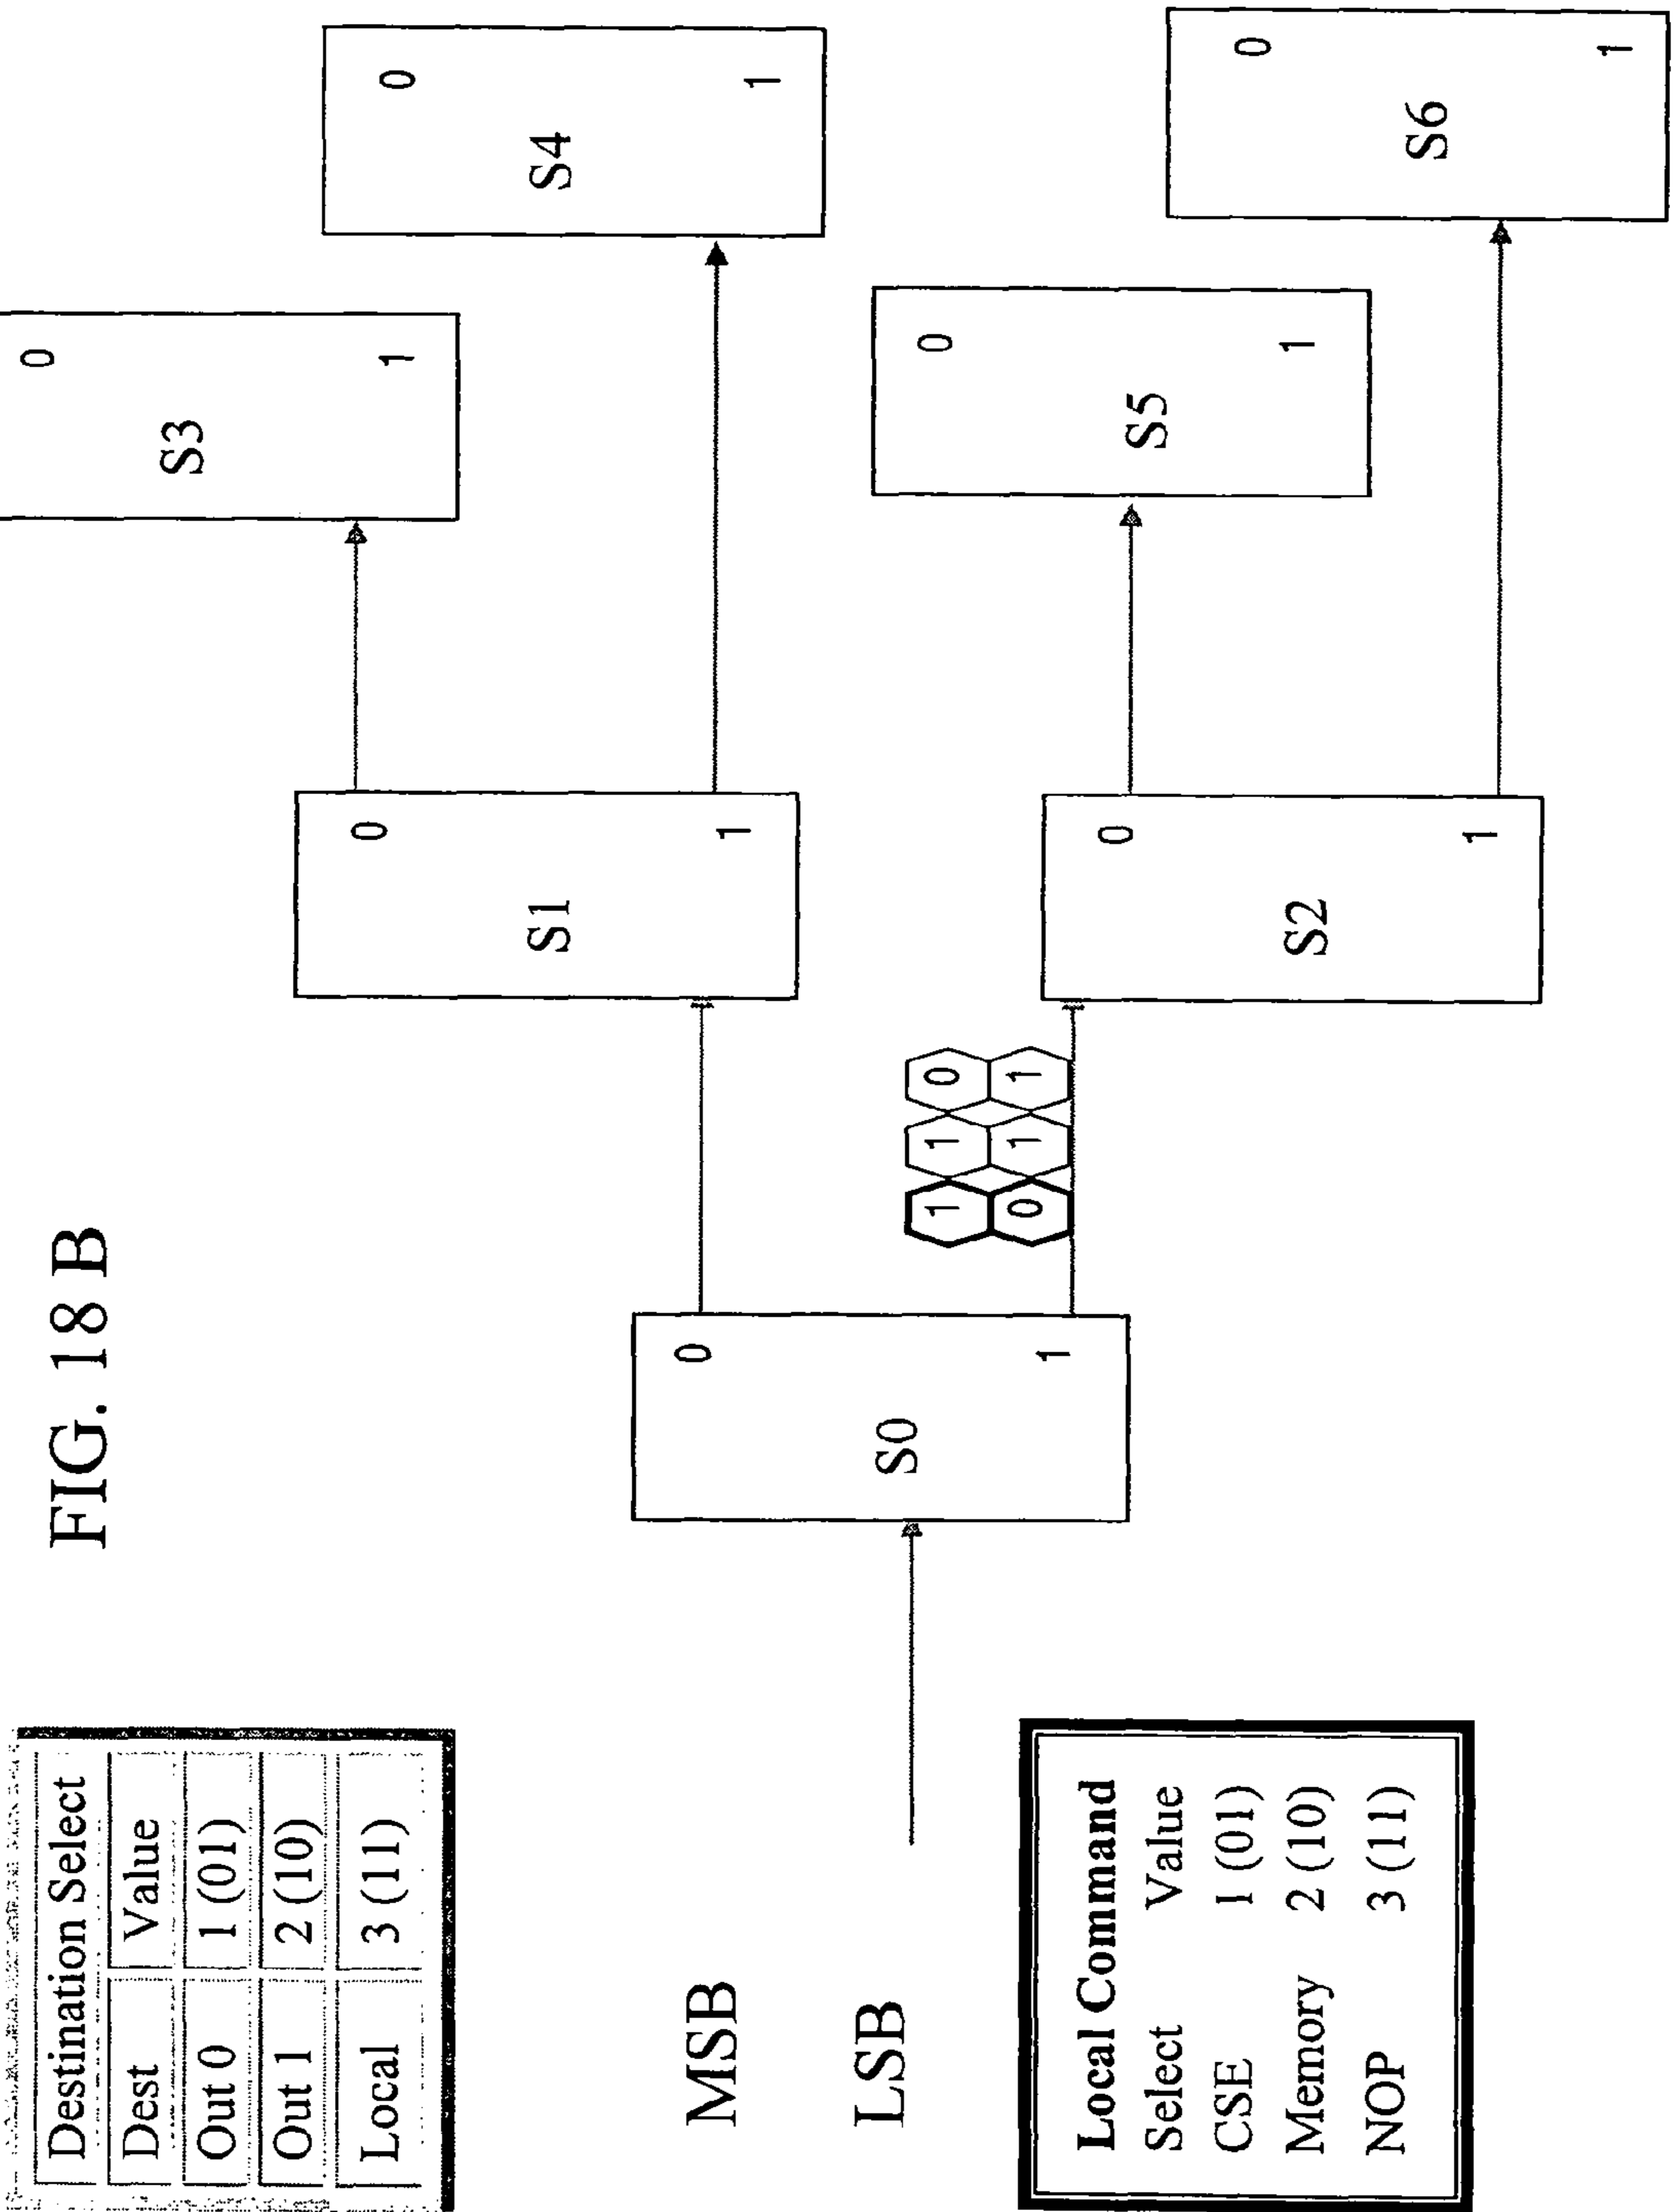 FIG. 18 B
Destination Select
Dest Value
Out 0 1 (01)
Out 1 2 (10)
Local 3 (11)
MSB
LSB
Local Command
Select Value
CSE 1 (01)
Memory 2 (10)
NOP 3 (11)
S0
0
1
1 1 0
0 1 1
S1
0
1
S2
0
1
S3
0
1
S4
0
1
S5
0
1
S6
0
1